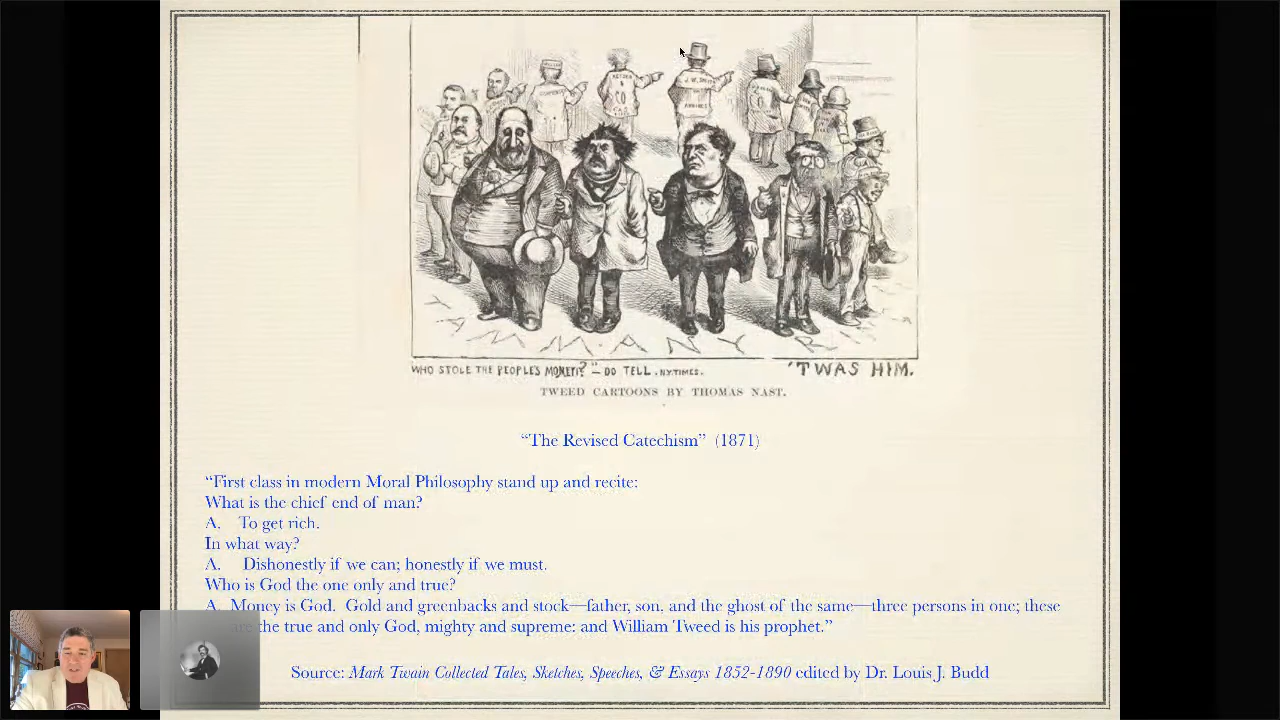 TAMMANY RI
WHO STOLE THE PEOPLE'S MONEY?" — DO TELL . N.Y.TIMES.
'TWAS HIM.
TWEED CARTOONS BY THOMAS NAST.
“The Revised Catechism” (1871)
“First class in modern Moral Philosophy stand up and recite:
What is the chief end of man?
A. To get rich.
In what way?
A. Dishonestly if we can; honestly if we must.
Who is God the one only and true?
A. Money is God. Gold and greenbacks and stock—father, son, and the ghost of the same—three persons in one; these
are the true and only God, mighty and supreme: and William Tweed is his prophet.”
Source: Mark Twain Collected Tales, Sketches, Speeches, & Essays 1852-1890 edited by Dr. Louis J. Budd